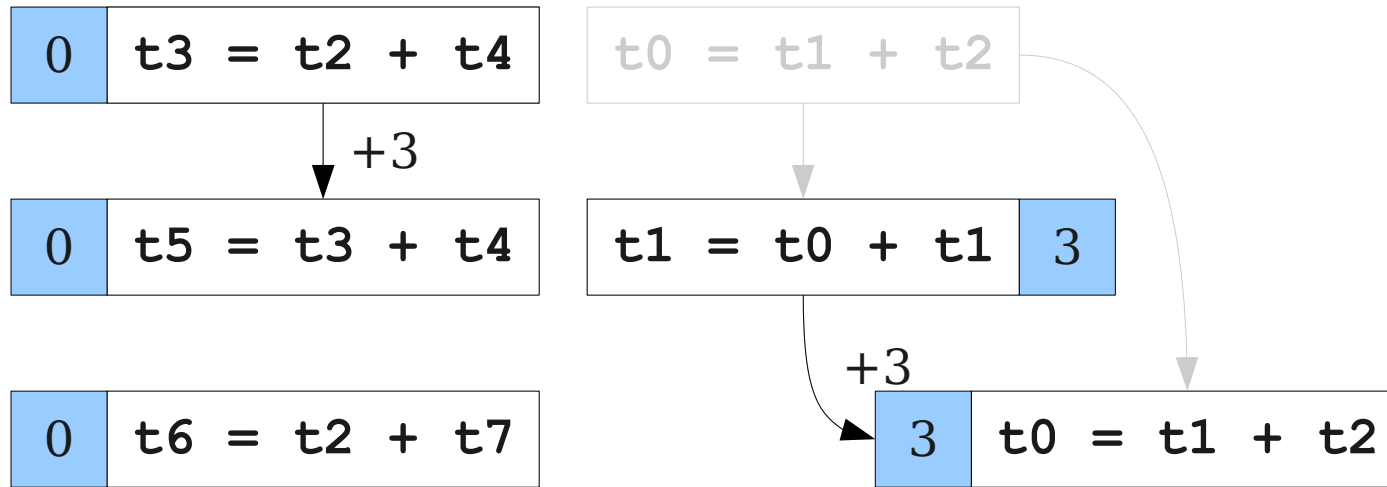 0 t3 = t2 + t4
t0 = t1 + t2
+3
0 t5 = t3 + t4
t1 = t0 + t1 3
+3
0 t6 = t2 + t7
3 t0 = t1 + t2